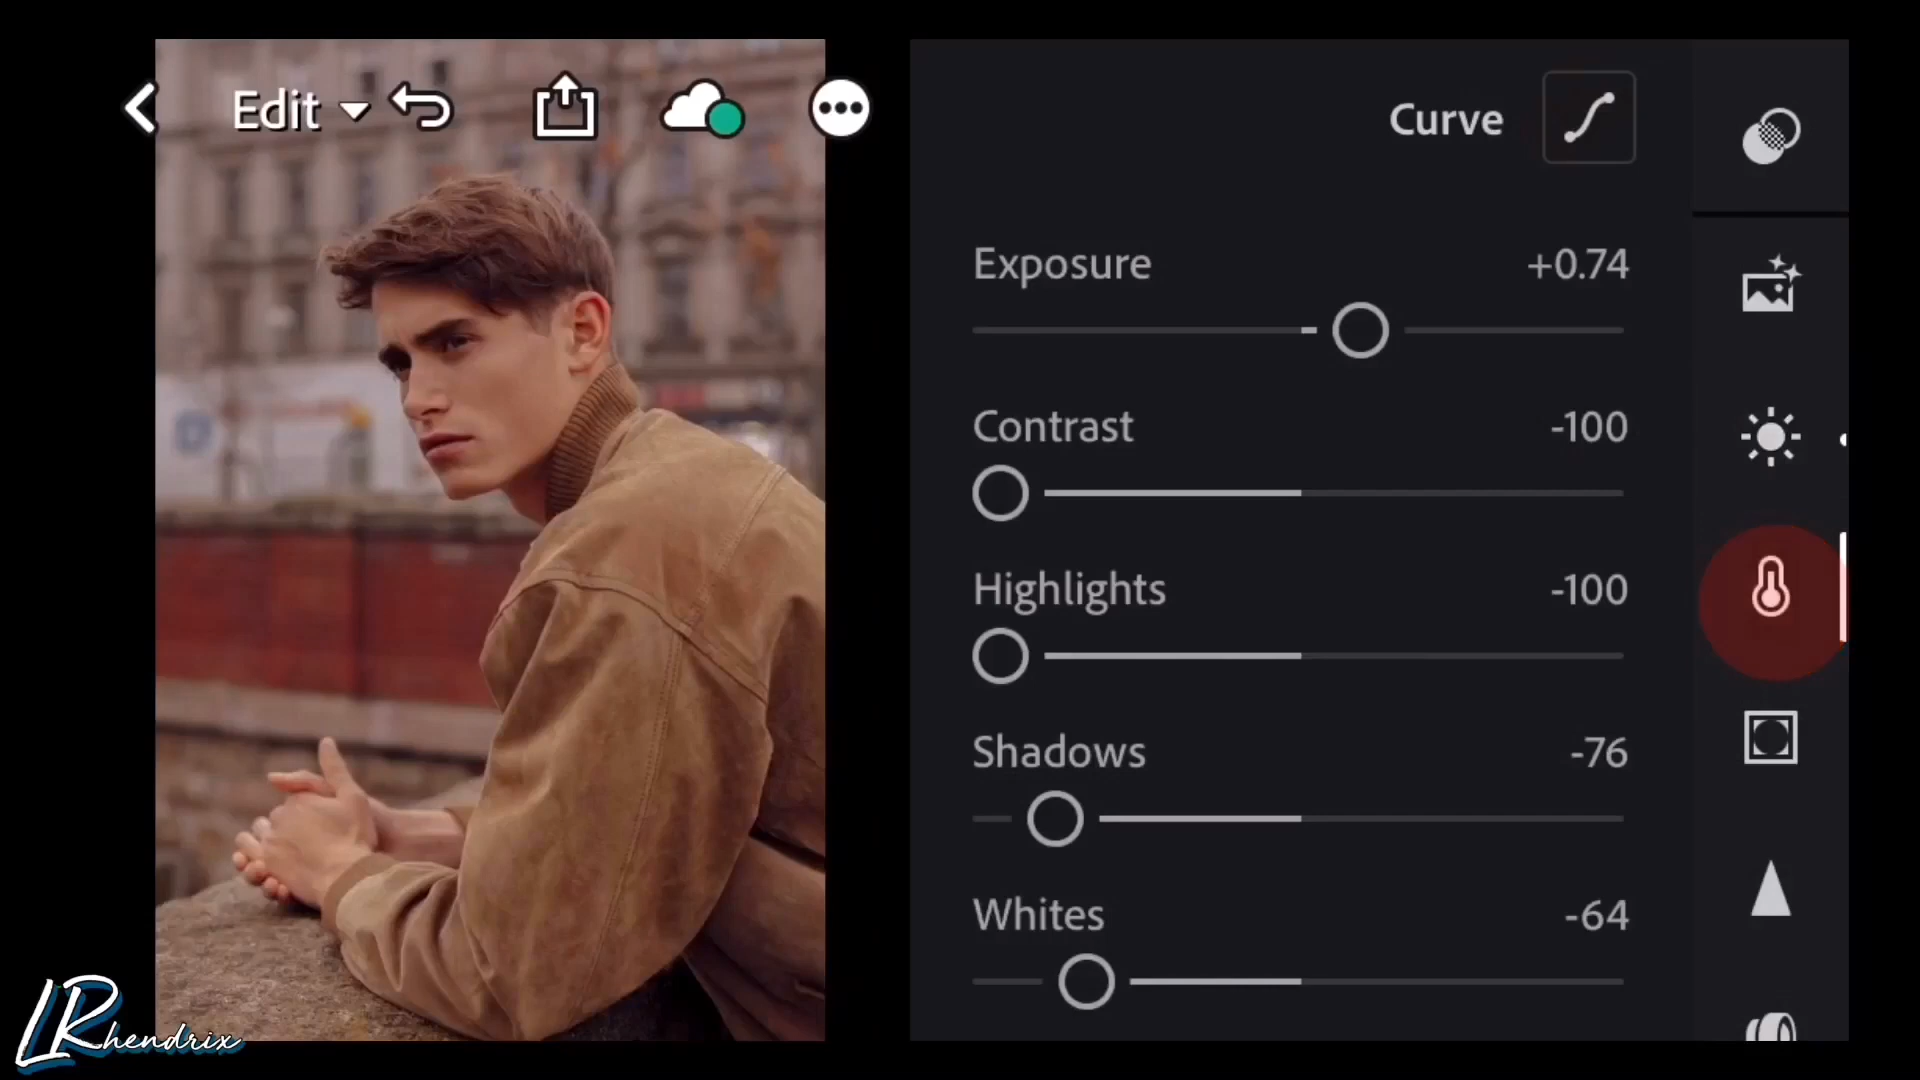 Edit
Curve
Exposure +0.74
Contrast -100
Highlights -100
Shadows -76
Whites -64
LRhendrix